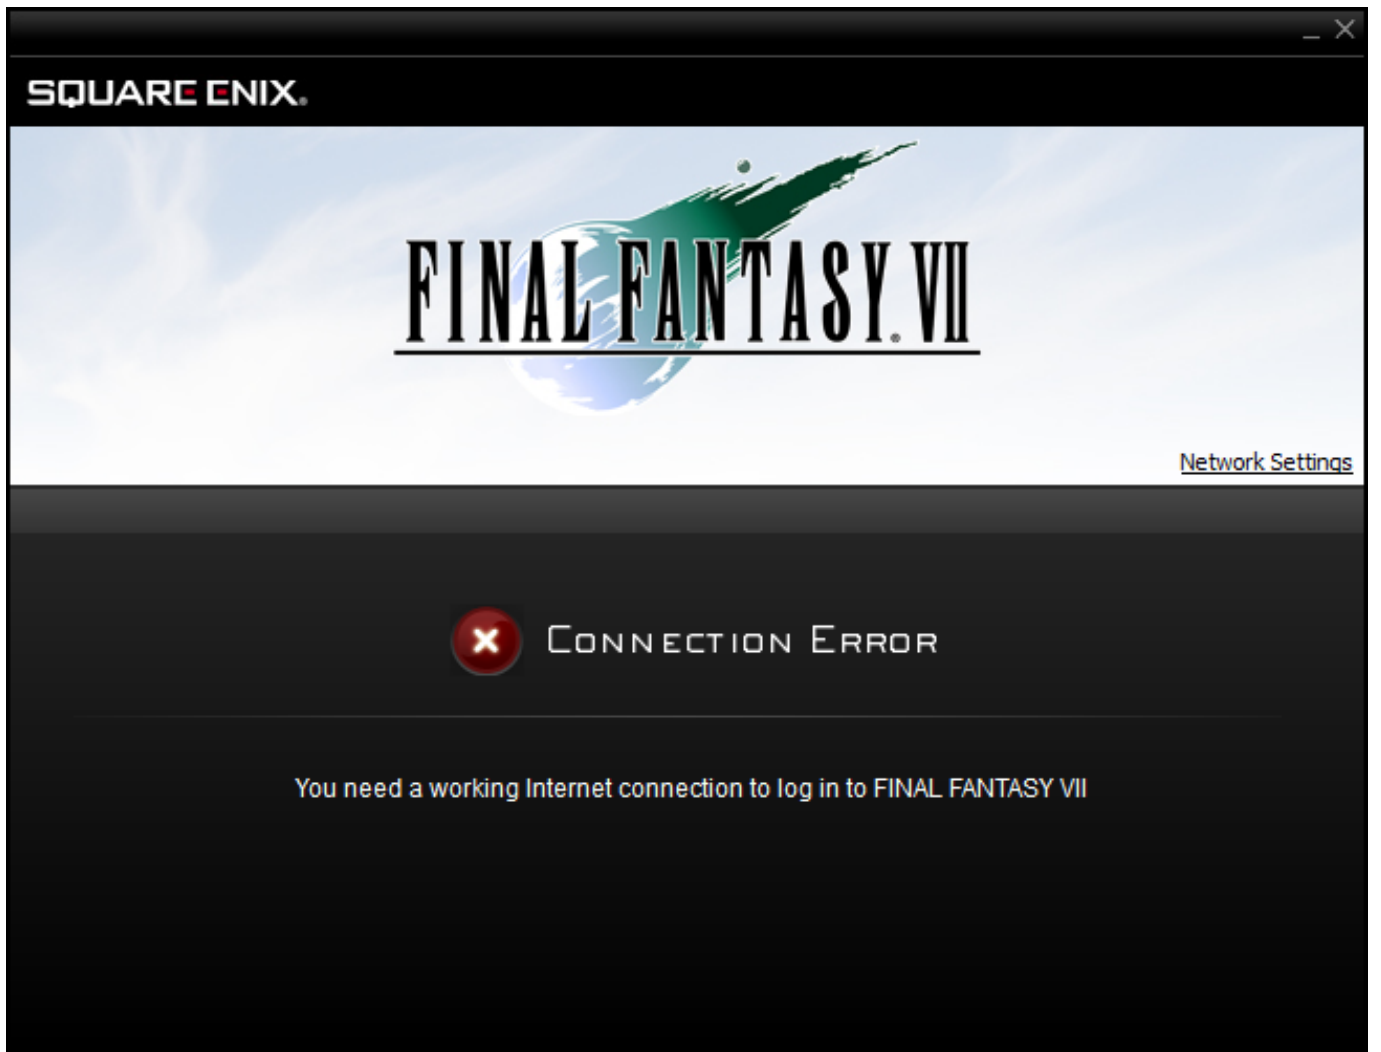 SQUARE ENIX®
FINAL FANTASY® VII
Network Settings
CONNECTION ERROR
You need a working Internet connection to log in to FINAL FANTASY VII